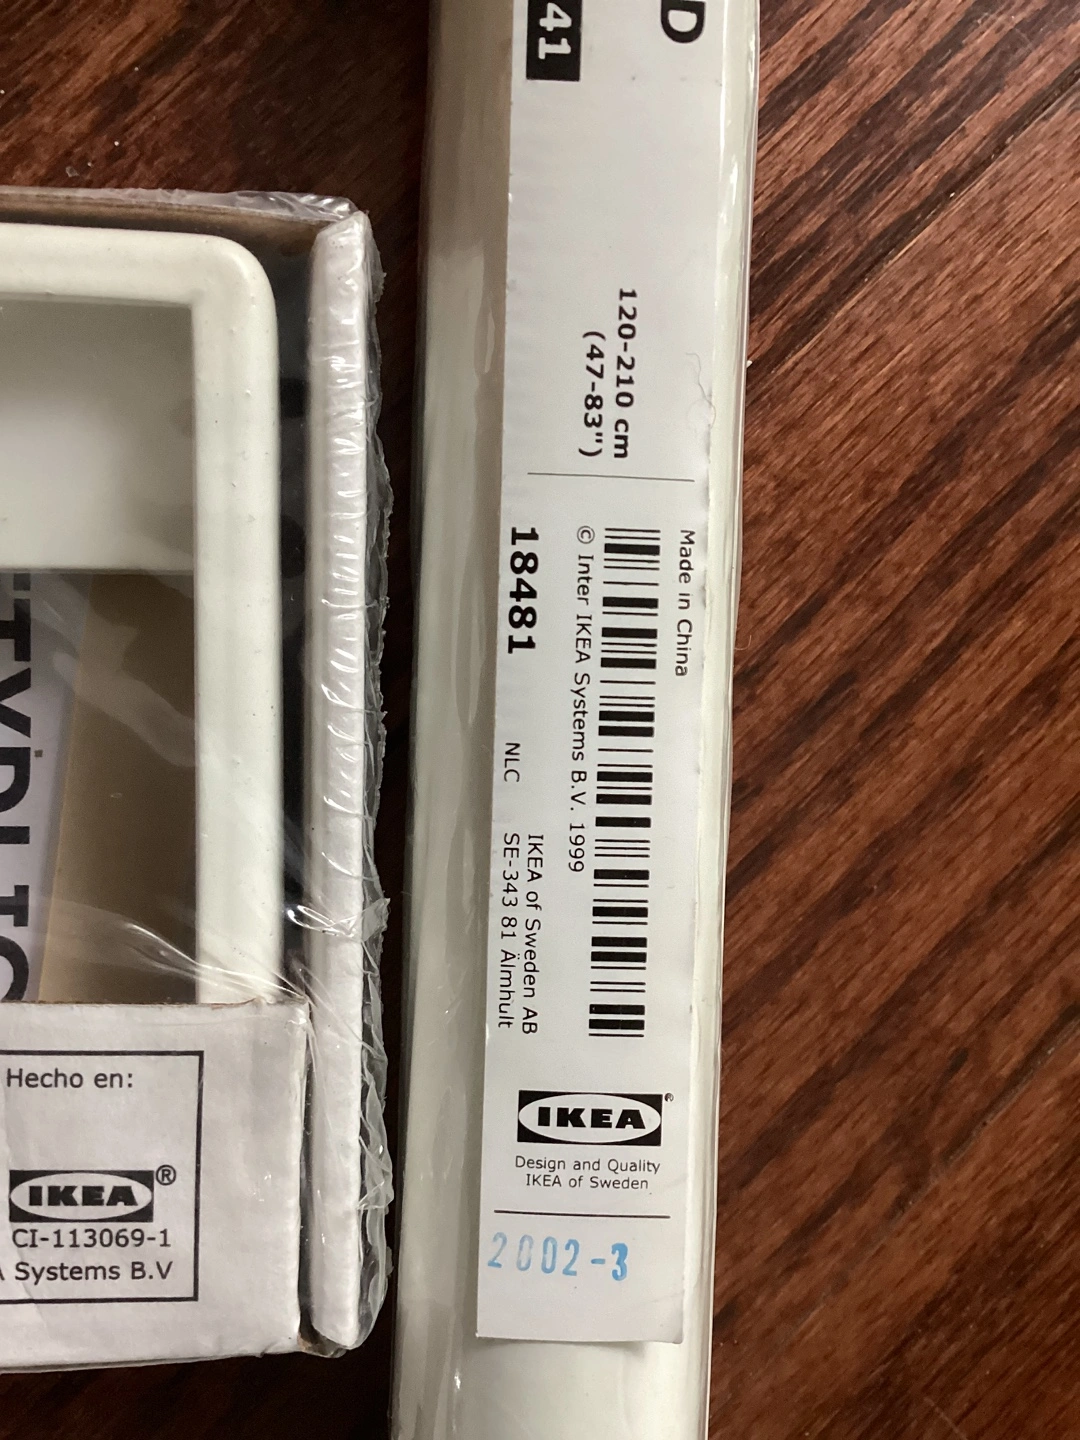 Hecho en:
IKEA®
CI-113069-1
Systems B.V
D
41
120-210 cm
(47-83")
Made in China
© Inter IKEA Systems B.V. 1999
18481
NLC
IKEA of Sweden AB
SE-343 81 Älmhult
IKEA®
Design and Quality
IKEA of Sweden
2002-3